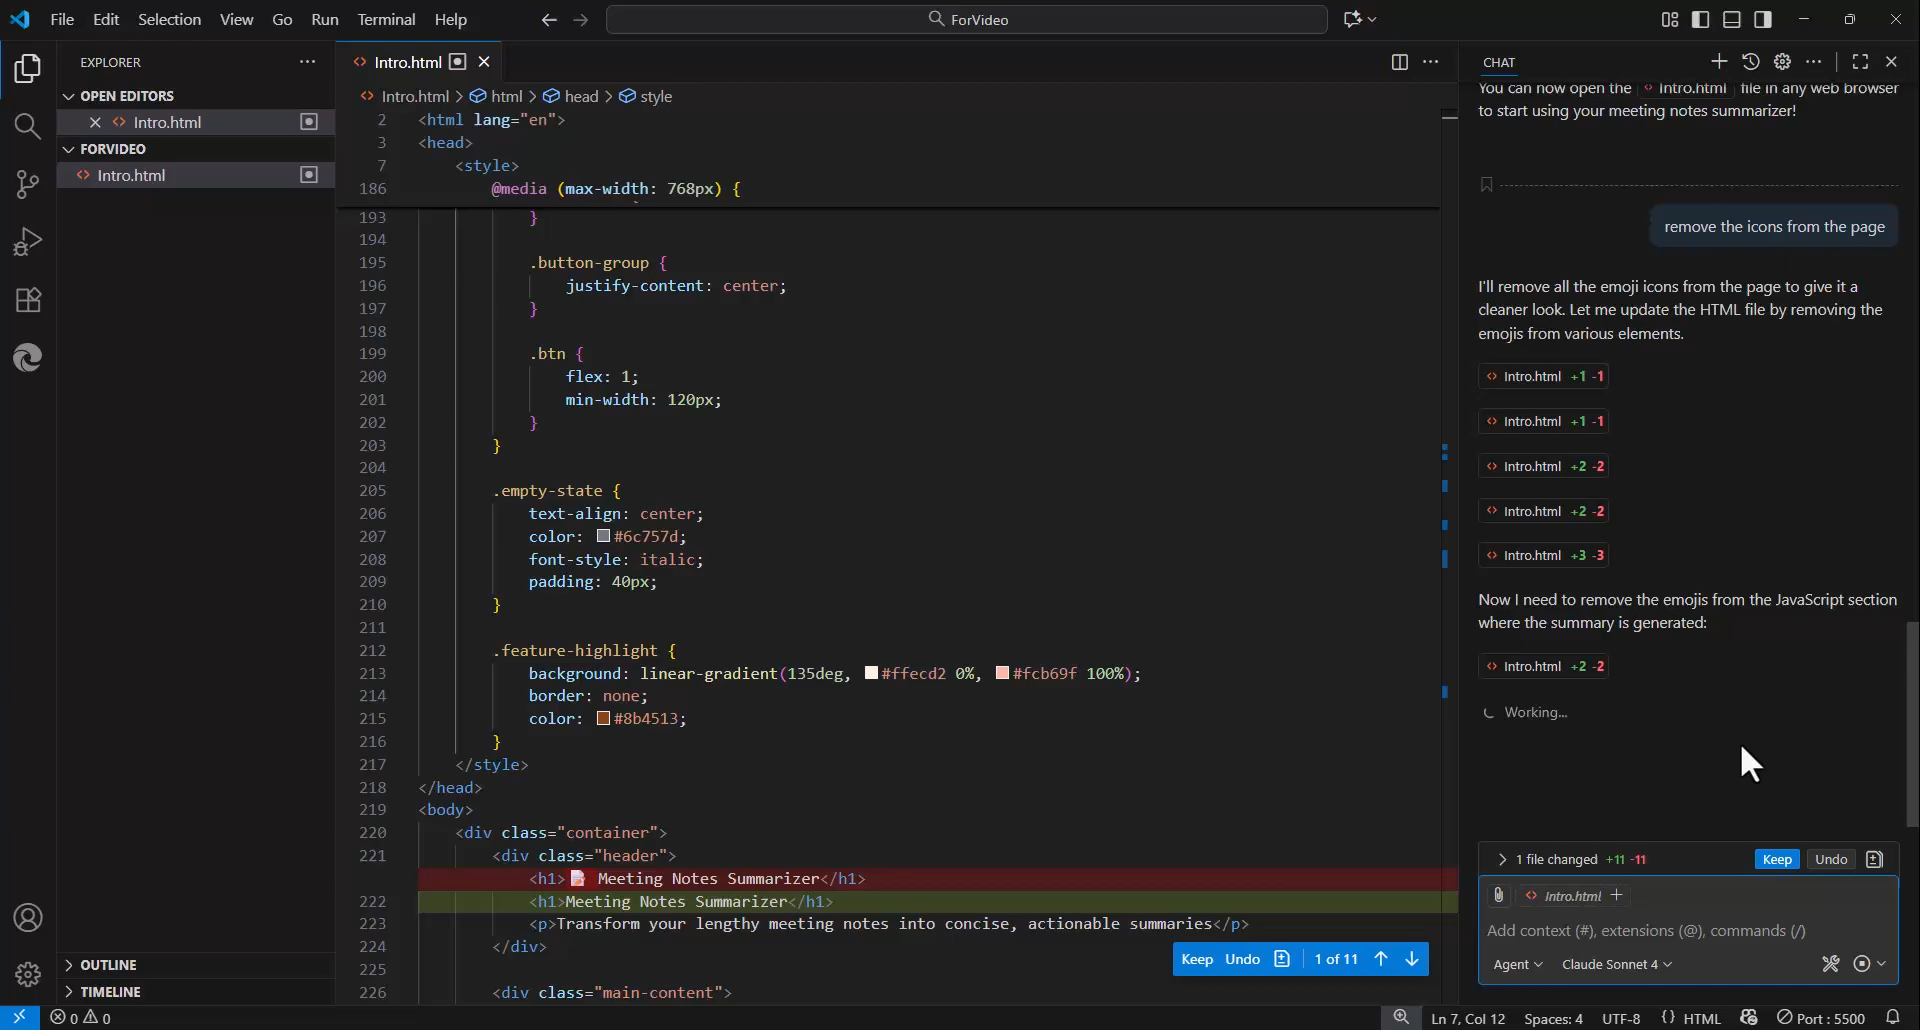 File Edit Selection View Go Run Terminal Help
ForVideo
EXPLORER
OPEN EDITORS
Intro.html
FORVIDEO
Intro.html
OUTLINE
TIMELINE
Intro.html
Intro.html > html > head > style
2 <html lang="en">
3 <head>
7 <style>
186 @media (max-width: 768px) {
193 }
194
195 .button-group {
196 justify-content: center;
197 }
198
199 .btn {
200 flex: 1;
201 min-width: 120px;
202 }
203 }
204
205 .empty-state {
206 text-align: center;
207 color: #6c757d;
208 font-style: italic;
209 padding: 40px;
210 }
211
212 .feature-highlight {
213 background: linear-gradient(135deg, #ffecd2 0%, #fcb69f 100%);
214 border: none;
215 color: #8b4513;
216 }
217 </style>
218 </head>
219 <body>
220 <div class="container">
221 <div class="header">
<h1>📝 Meeting Notes Summarizer</h1>
222 <h1>Meeting Notes Summarizer</h1>
223 <p>Transform your lengthy meeting notes into concise, actionable summaries</p>
224 </div>
225
226 <div class="main-content">
Keep Undo 1 of 11
CHAT
You can now open the Intro.html file in any web browser
to start using your meeting notes summarizer!
remove the icons from the page
I'll remove all the emoji icons from the page to give it a
cleaner look. Let me update the HTML file by removing the
emojis from various elements.
Intro.html +1 -1
Intro.html +1 -1
Intro.html +2 -2
Intro.html +2 -2
Intro.html +3 -3
Now I need to remove the emojis from the JavaScript section
where the summary is generated:
Intro.html +2 -2
Working...
1 file changed +11 -11 Keep Undo
Intro.html +
Add context (#), extensions (@), commands (/)
Agent Claude Sonnet 4
0 0
Ln 7, Col 12 Spaces: 4 UTF-8 {} HTML Port : 5500